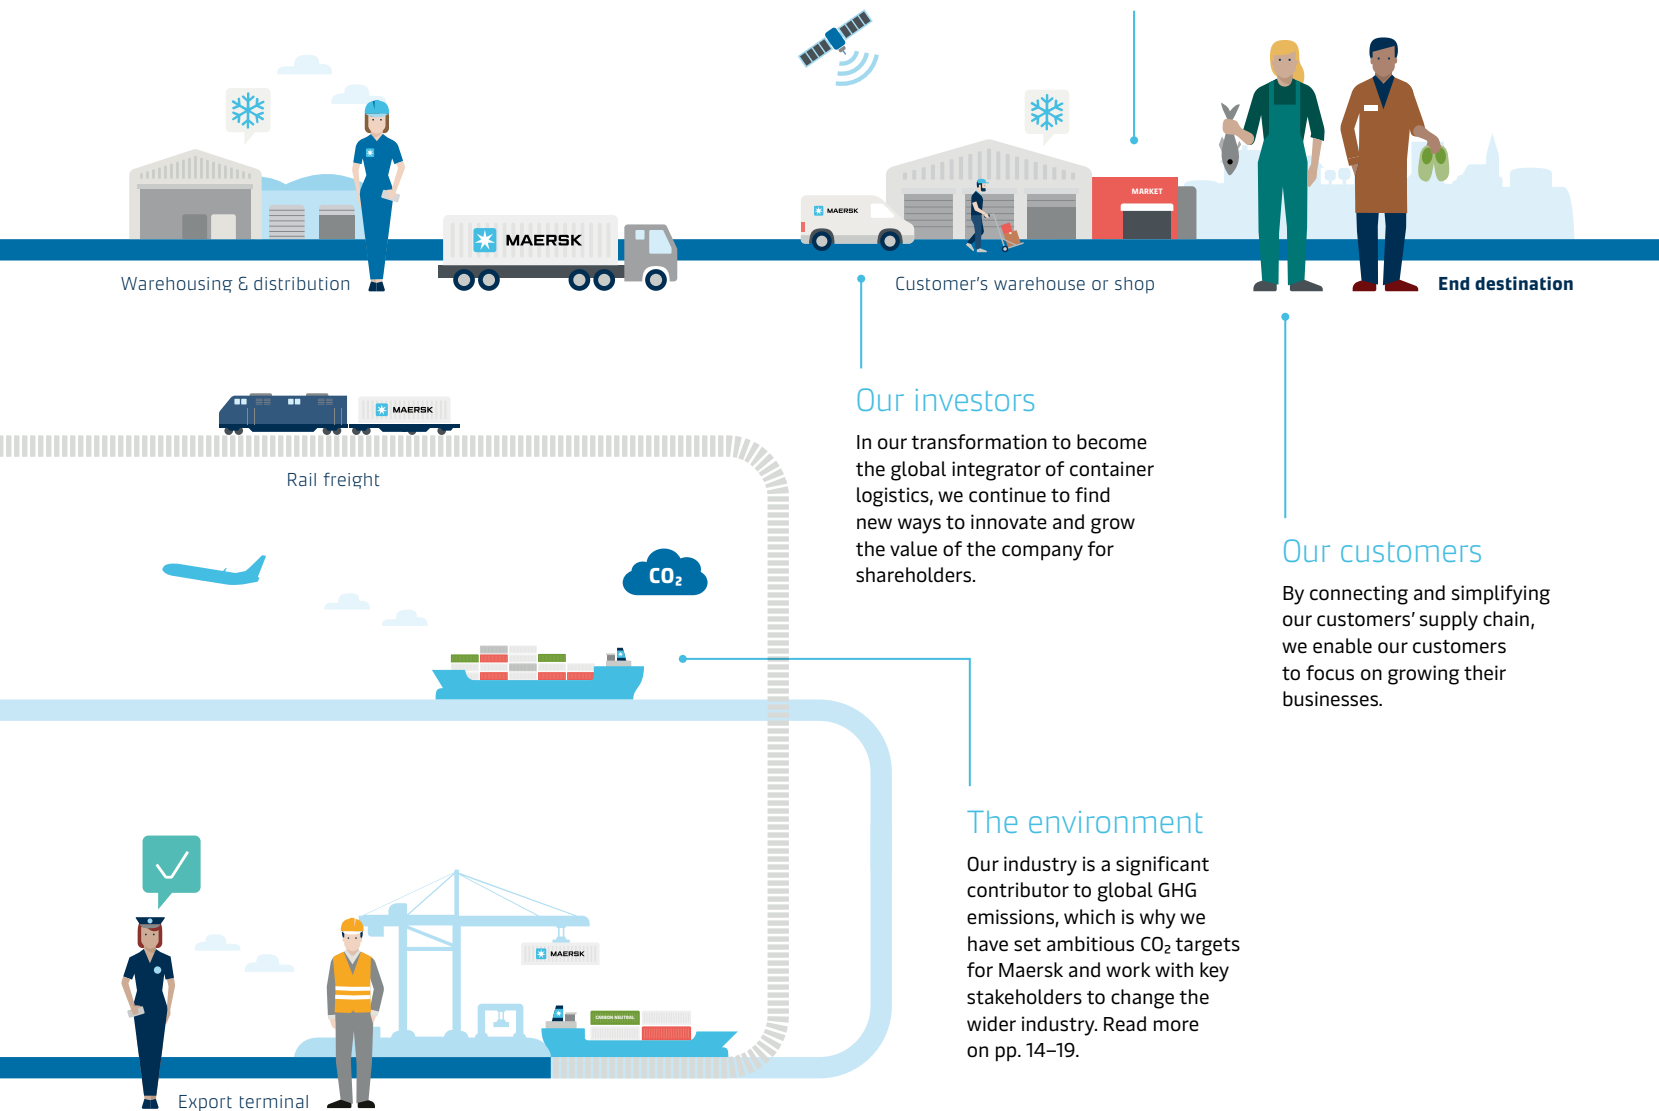 MARKET
MAERSK
MAERSK
Warehousing & distribution
Customer's warehouse or shop
End destination
MAERSK
Rail freight
Our investors
In our transformation to become
the global integrator of container
logistics, we continue to find
new ways to innovate and grow
the value of the company for
shareholders.
CO₂
Our customers
By connecting and simplifying
our customers' supply chain,
we enable our customers
to focus on growing their
businesses.
The environment
Our industry is a significant
contributor to global GHG
emissions, which is why we
have set ambitious CO₂ targets
for Maersk and work with key
stakeholders to change the
wider industry. Read more
on pp. 14–19.
MAERSK
CARBON NEUTRAL
Export terminal